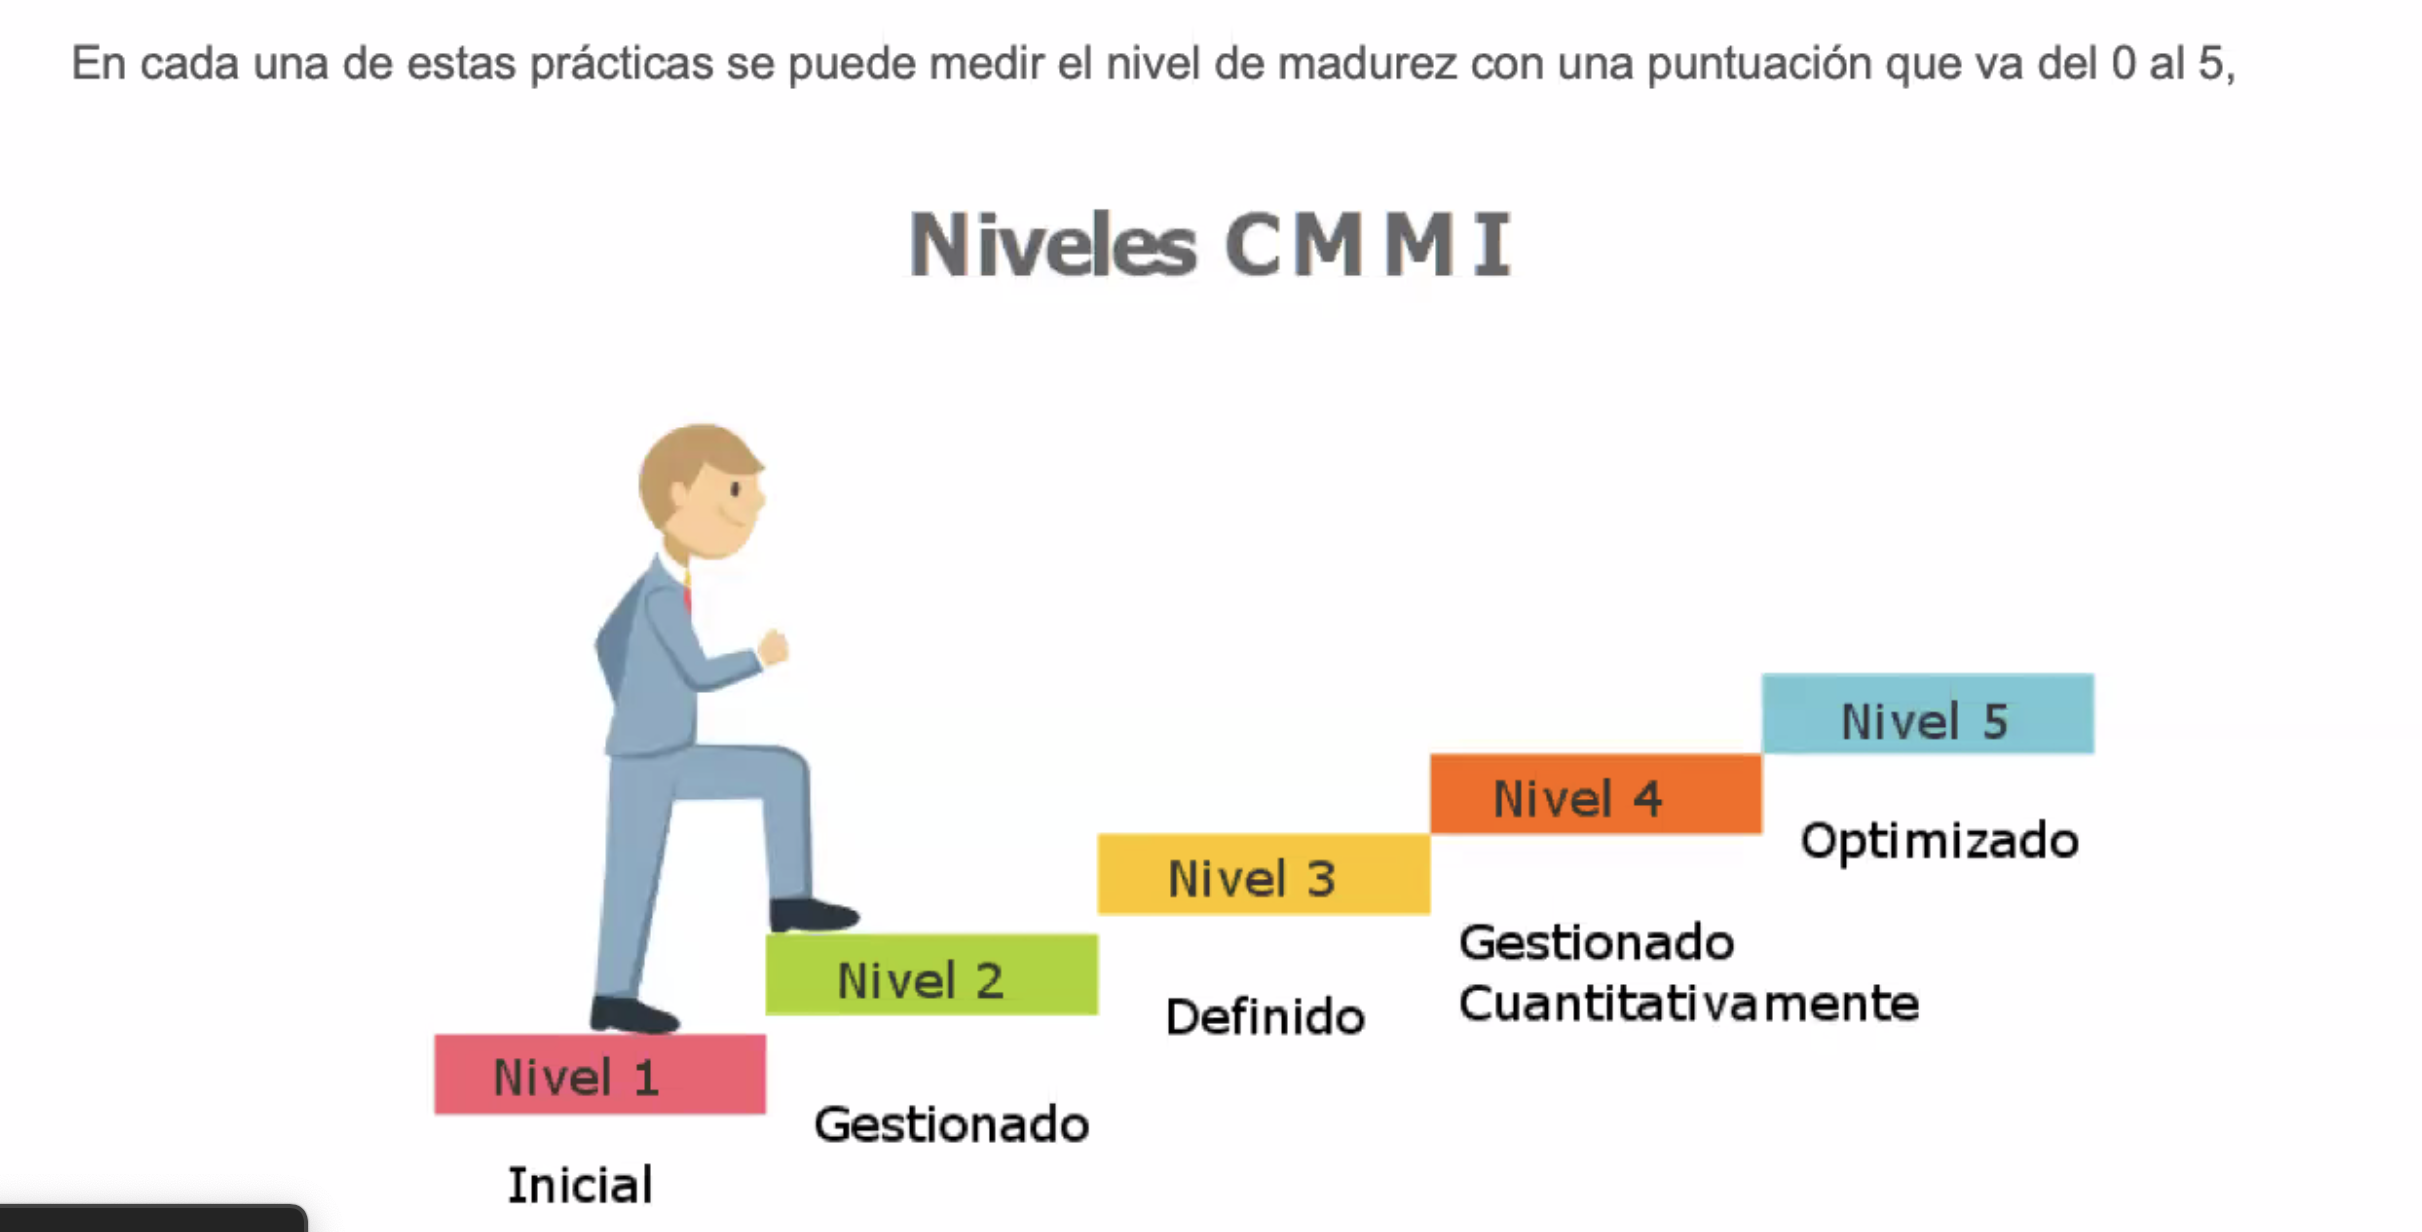 En cada una de estas prácticas se puede medir el nivel de madurez con una puntuación que va del 0 al 5,
Niveles CMMI
Nivel 1
Inicial
Nivel 2
Gestionado
Nivel 3
Definido
Nivel 4
Gestionado
Cuantitativamente
Nivel 5
Optimizado